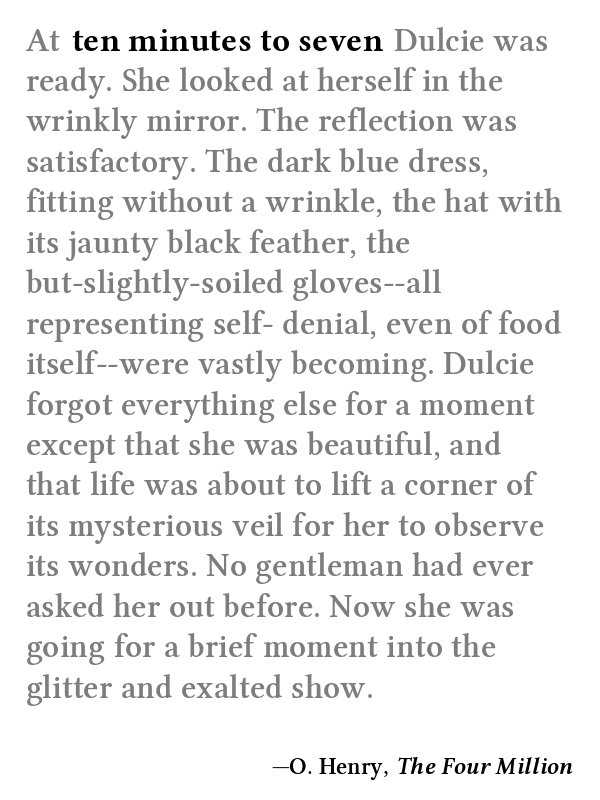 At ten minutes to seven Dulcie was
ready. She looked at herself in the
wrinkly mirror. The reflection was
satisfactory. The dark blue dress,
fitting without a wrinkle, the hat with
its jaunty black feather, the
but-slightly-soiled gloves--all
representing self- denial, even of food
itself--were vastly becoming. Dulcie
forgot everything else for a moment
except that she was beautiful, and
that life was about to lift a corner of
its mysterious veil for her to observe
its wonders. No gentleman had ever
asked her out before. Now she was
going for a brief moment into the
glitter and exalted show.
—O. Henry, The Four Million